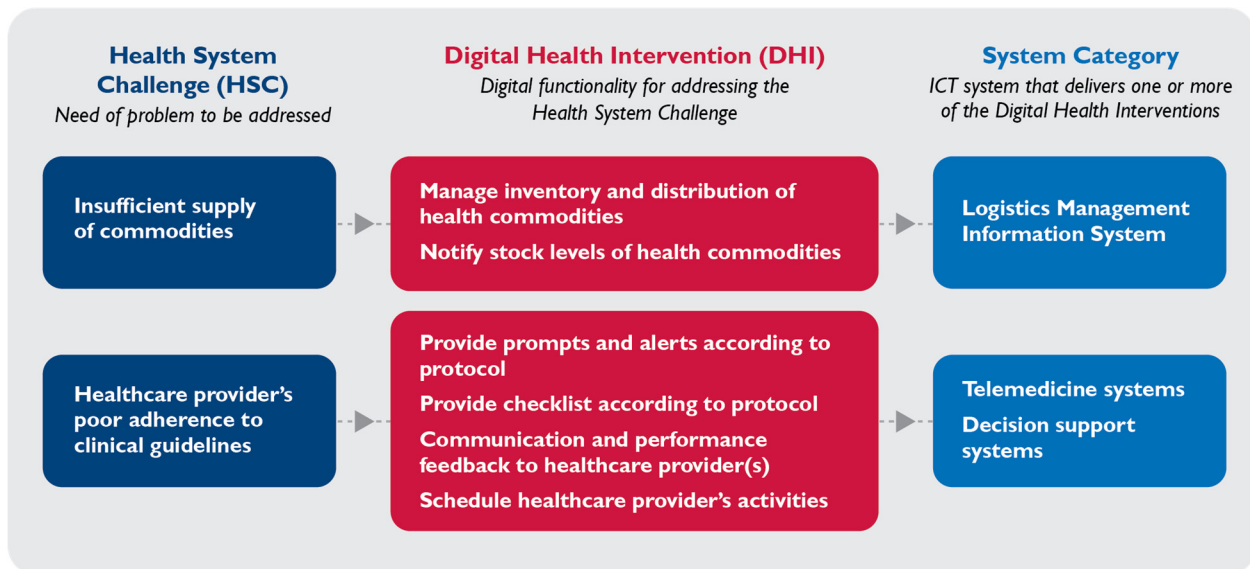 Health System
Challenge (HSC)
Need of problem to be addressed
Digital Health Intervention (DHI)
Digital functionality for addressing the
Health System Challenge
System Category
ICT system that delivers one or more
of the Digital Health Interventions
Insufficient supply
of commodities
Manage inventory and distribution of
health commodities
Notify stock levels of health commodities
Logistics Management
Information System
Healthcare provider's
poor adherence to
clinical guidelines
Provide prompts and alerts according to
protocol
Provide checklist according to protocol
Communication and performance
feedback to healthcare provider(s)
Schedule healthcare provider's activities
Telemedicine systems
Decision support
systems